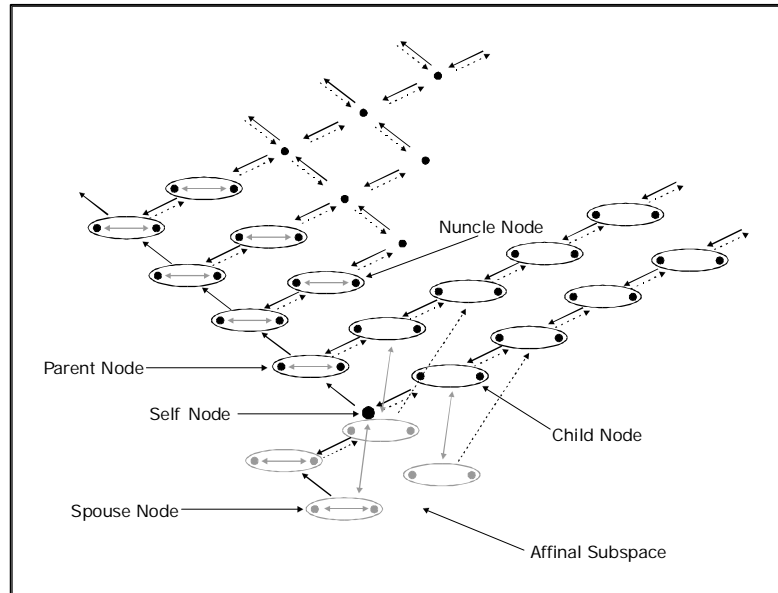 Nuncle Node
Parent Node
Self Node
Child Node
Spouse Node
Affinal Subspace